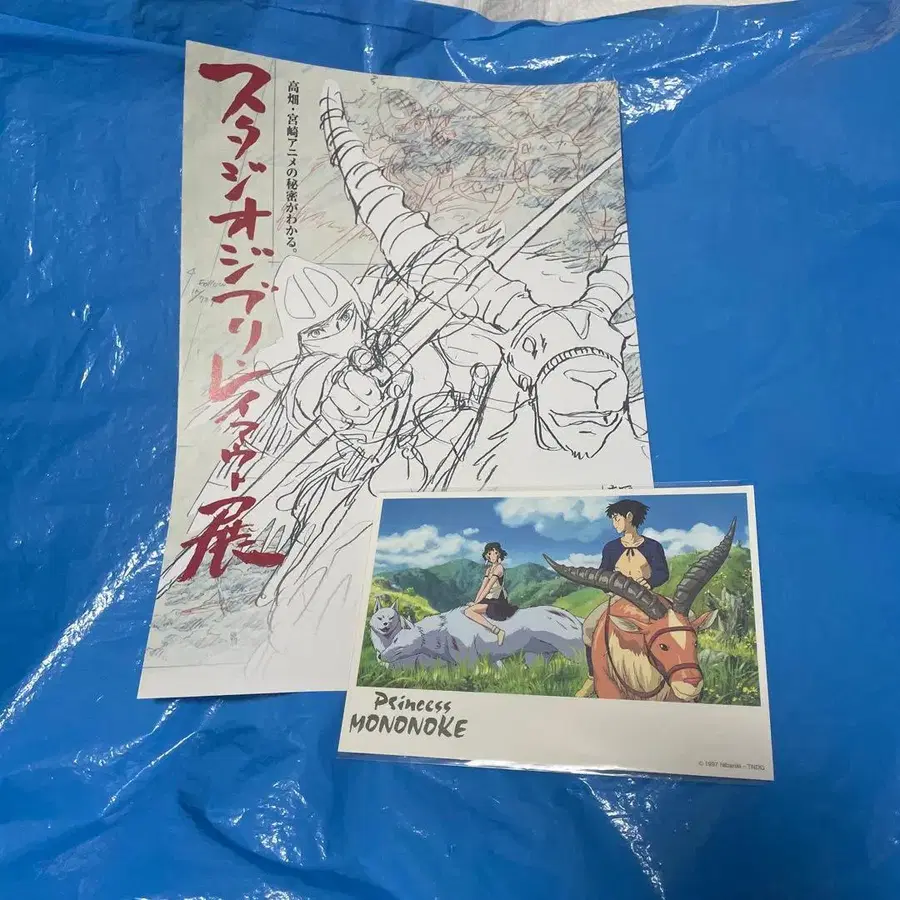 スタジオジブリ・レイアウト展
高畑・宮崎アニメの秘密がわかる。
Princess
MONONOKE
© 1997 Nibariki - TNDG